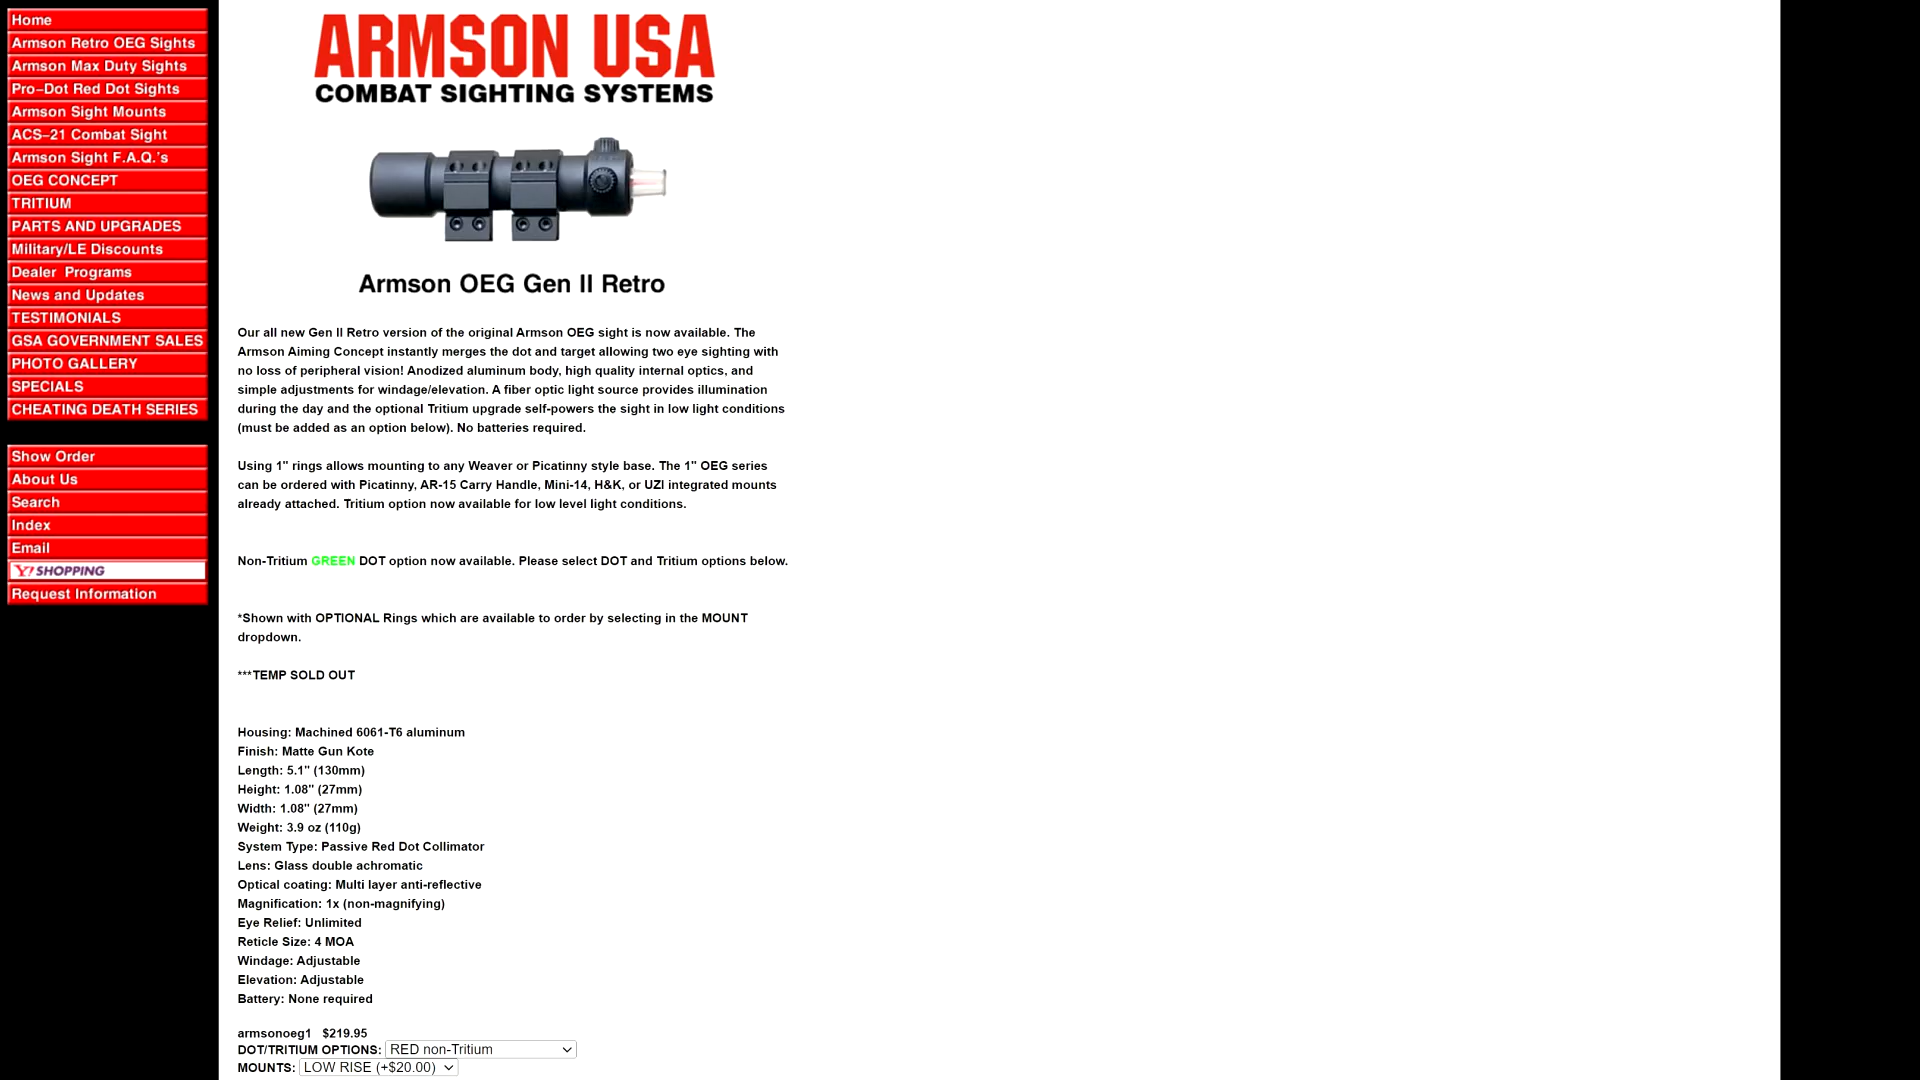 Home
Armson Retro OEG Sights
Armson Max Duty Sights
Pro-Dot Red Dot Sights
Armson Sight Mounts
ACS-21 Combat Sight
Armson Sight F.A.Q.'s
OEG CONCEPT
TRITIUM
PARTS AND UPGRADES
Military/LE Discounts
Dealer Programs
News and Updates
TESTIMONIALS
GSA GOVERNMENT SALES
PHOTO GALLERY
SPECIALS
CHEATING DEATH SERIES
Show Order
About Us
Search
Index
Email
Y! SHOPPING
Request Information
ARMSON USA
COMBAT SIGHTING SYSTEMS
Armson OEG Gen II Retro
Our all new Gen II Retro version of the original Armson OEG sight is now available. The
Armson Aiming Concept instantly merges the dot and target allowing two eye sighting with
no loss of peripheral vision! Anodized aluminum body, high quality internal optics, and
simple adjustments for windage/elevation. A fiber optic light source provides illumination
during the day and the optional Tritium upgrade self-powers the sight in low light conditions
(must be added as an option below). No batteries required.
Using 1" rings allows mounting to any Weaver or Picatinny style base. The 1" OEG series
can be ordered with Picatinny, AR-15 Carry Handle, Mini-14, H&K, or UZI integrated mounts
already attached. Tritium option now available for low level light conditions.
Non-Tritium GREEN DOT option now available. Please select DOT and Tritium options below.
*Shown with OPTIONAL Rings which are available to order by selecting in the MOUNT
dropdown.
***TEMP SOLD OUT
Housing: Machined 6061-T6 aluminum
Finish: Matte Gun Kote
Length: 5.1" (130mm)
Height: 1.08" (27mm)
Width: 1.08" (27mm)
Weight: 3.9 oz (110g)
System Type: Passive Red Dot Collimator
Lens: Glass double achromatic
Optical coating: Multi layer anti-reflective
Magnification: 1x (non-magnifying)
Eye Relief: Unlimited
Reticle Size: 4 MOA
Windage: Adjustable
Elevation: Adjustable
Battery: None required
armsonoeg1 $219.95
DOT/TRITIUM OPTIONS: RED non-Tritium
MOUNTS: LOW RISE (+$20.00)